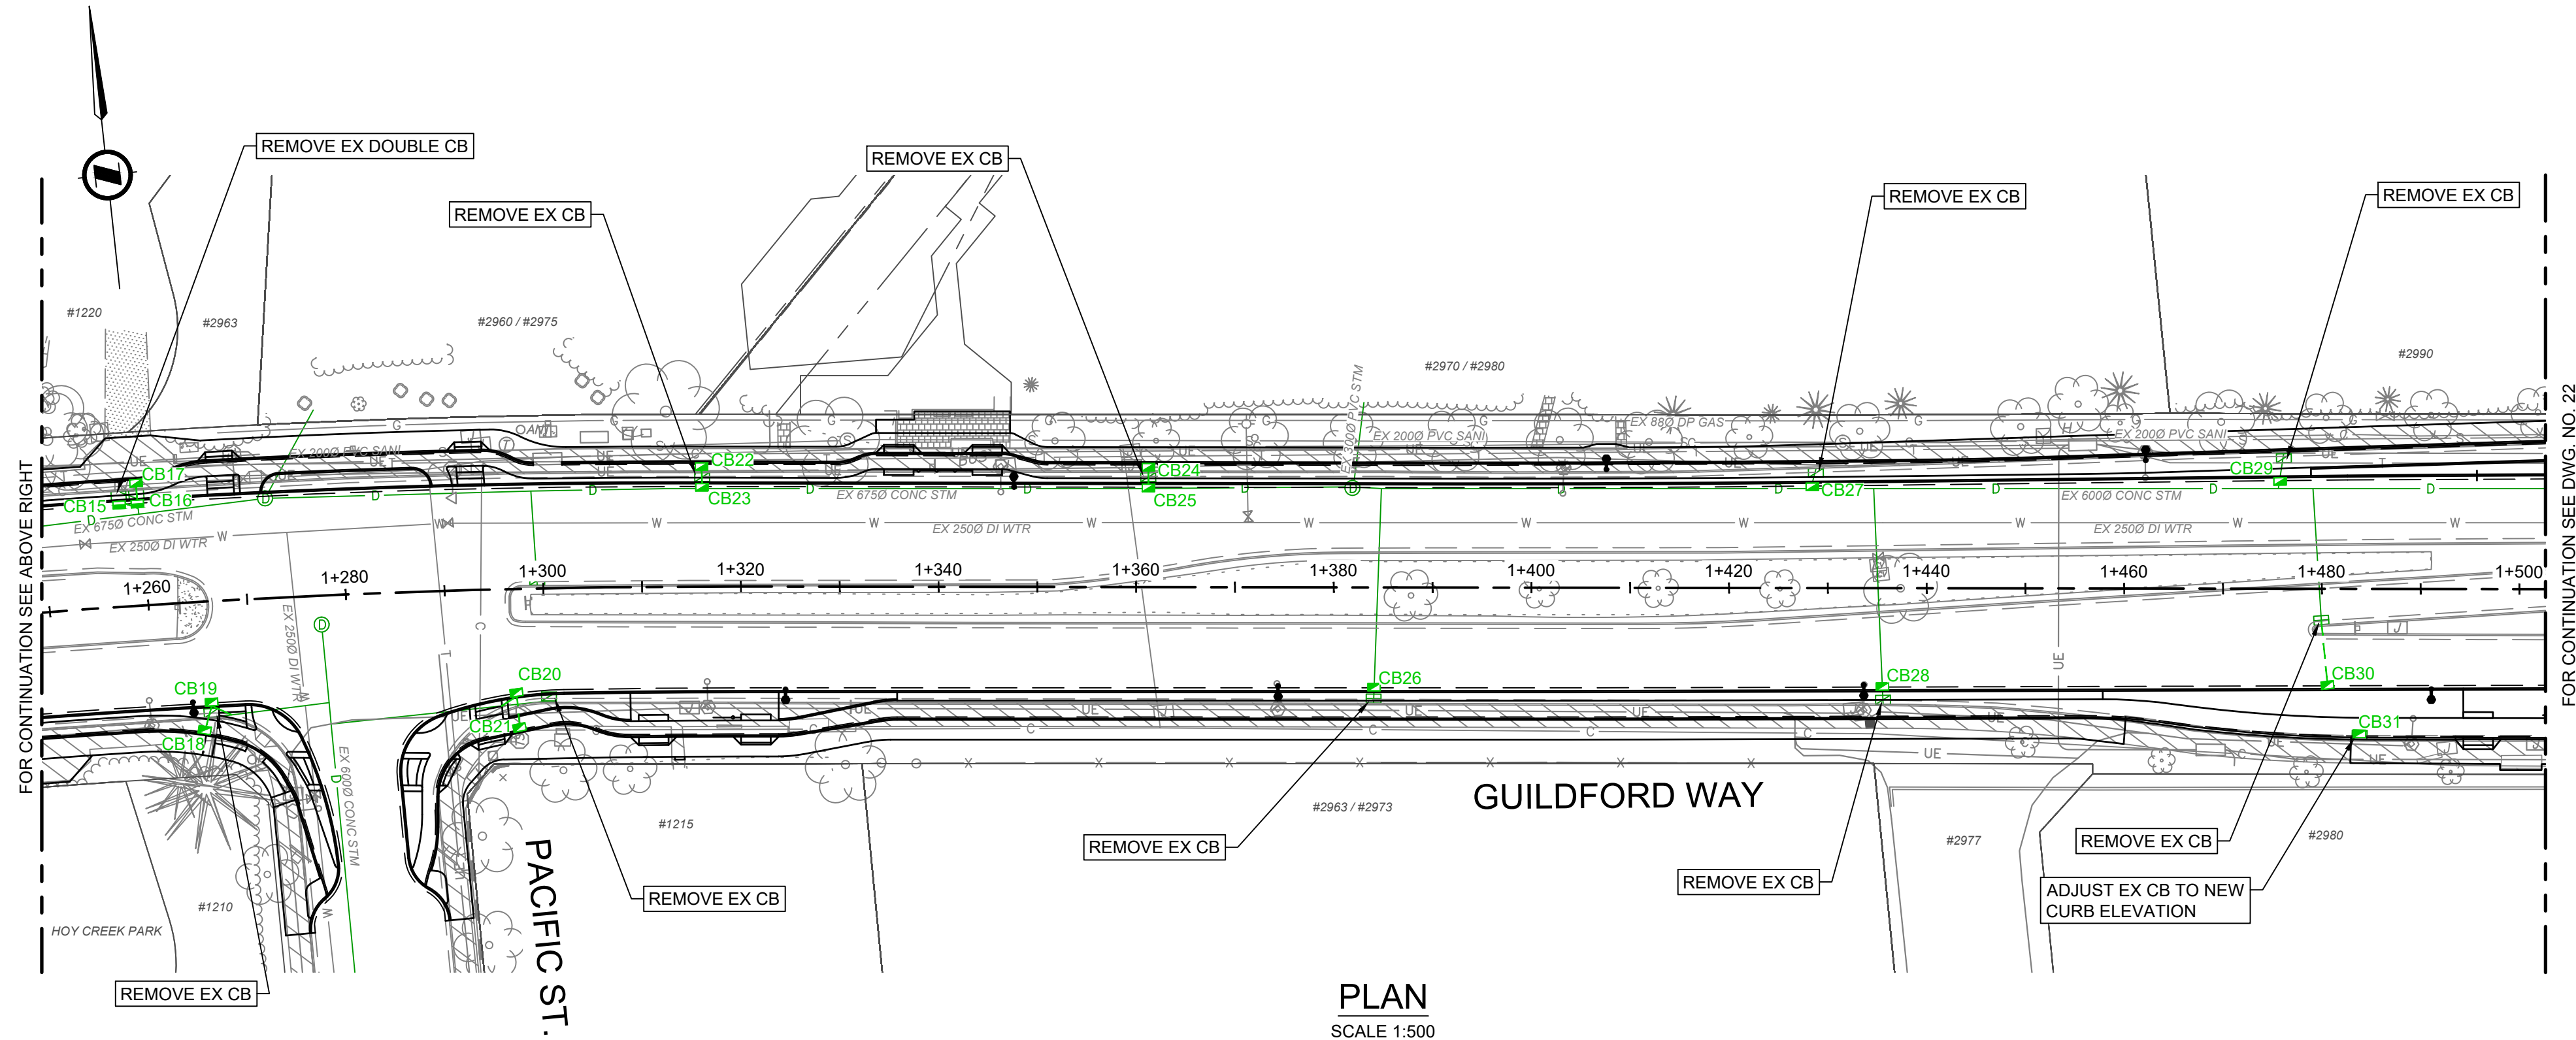 REMOVE EX DOUBLE CB
REMOVE EX CB
REMOVE EX CB
REMOVE EX CB
REMOVE EX CB
#1220
#2963
#2960 / #2975
#2970 / #2980
#2990
FOR CONTINUATION SEE ABOVE RIGHT
FOR CONTINUATION SEE DWG. NO. 22
EX 200Ø PVC SANI
EX 300Ø PVC STM
EX 200Ø PVC SANI
EX 88Ø DP GAS
EX 200Ø PVC SANI
CB17
CB16
CB15
CB22
CB23
CB24
CB25
CB27
CB29
EX 675Ø CONC STM
EX 675Ø CONC STM
EX 600Ø CONC STM
EX 250Ø DI WTR
EX 250Ø DI WTR
EX 250Ø DI WTR
1+260
1+280
1+300
1+320
1+340
1+360
1+380
1+400
1+420
1+440
1+460
1+480
1+500
EX 250Ø DI WTR
CB19
CB18
CB20
CB21
CB26
CB28
CB30
CB31
EX 600Ø CONC STM
GUILDFORD WAY
PACIFIC ST.
#1215
#2963 / #2973
#2977
#2980
#1210
HOY CREEK PARK
REMOVE EX CB
REMOVE EX CB
REMOVE EX CB
REMOVE EX CB
REMOVE EX CB
ADJUST EX CB TO NEW
CURB ELEVATION
PLAN
SCALE 1:500